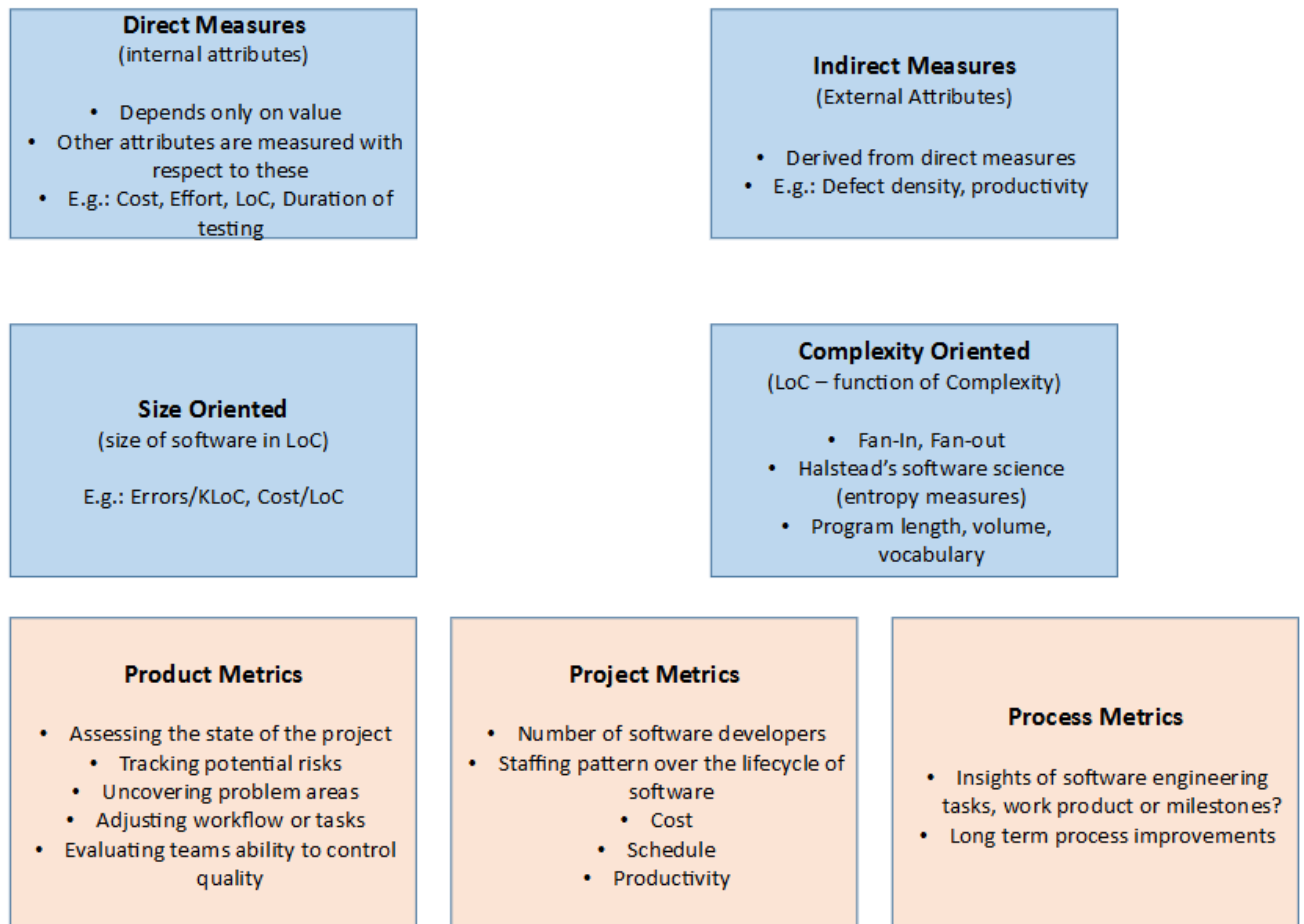 Direct Measures
(internal attributes)
• Depends only on value
• Other attributes are measured with
respect to these
• E.g.: Cost, Effort, LoC, Duration of
testing
Indirect Measures
(External Attributes)
• Derived from direct measures
• E.g.: Defect density, productivity
Size Oriented
(size of software in LoC)
E.g.: Errors/KLoC, Cost/LoC
Complexity Oriented
(LoC – function of Complexity)
• Fan-In, Fan-out
• Halstead’s software science
(entropy measures)
• Program length, volume,
vocabulary
Product Metrics
• Assessing the state of the project
• Tracking potential risks
• Uncovering problem areas
• Adjusting workflow or tasks
• Evaluating teams ability to control
quality
Project Metrics
• Number of software developers
• Staffing pattern over the lifecycle of
software
• Cost
• Schedule
• Productivity
Process Metrics
• Insights of software engineering
tasks, work product or milestones?
• Long term process improvements